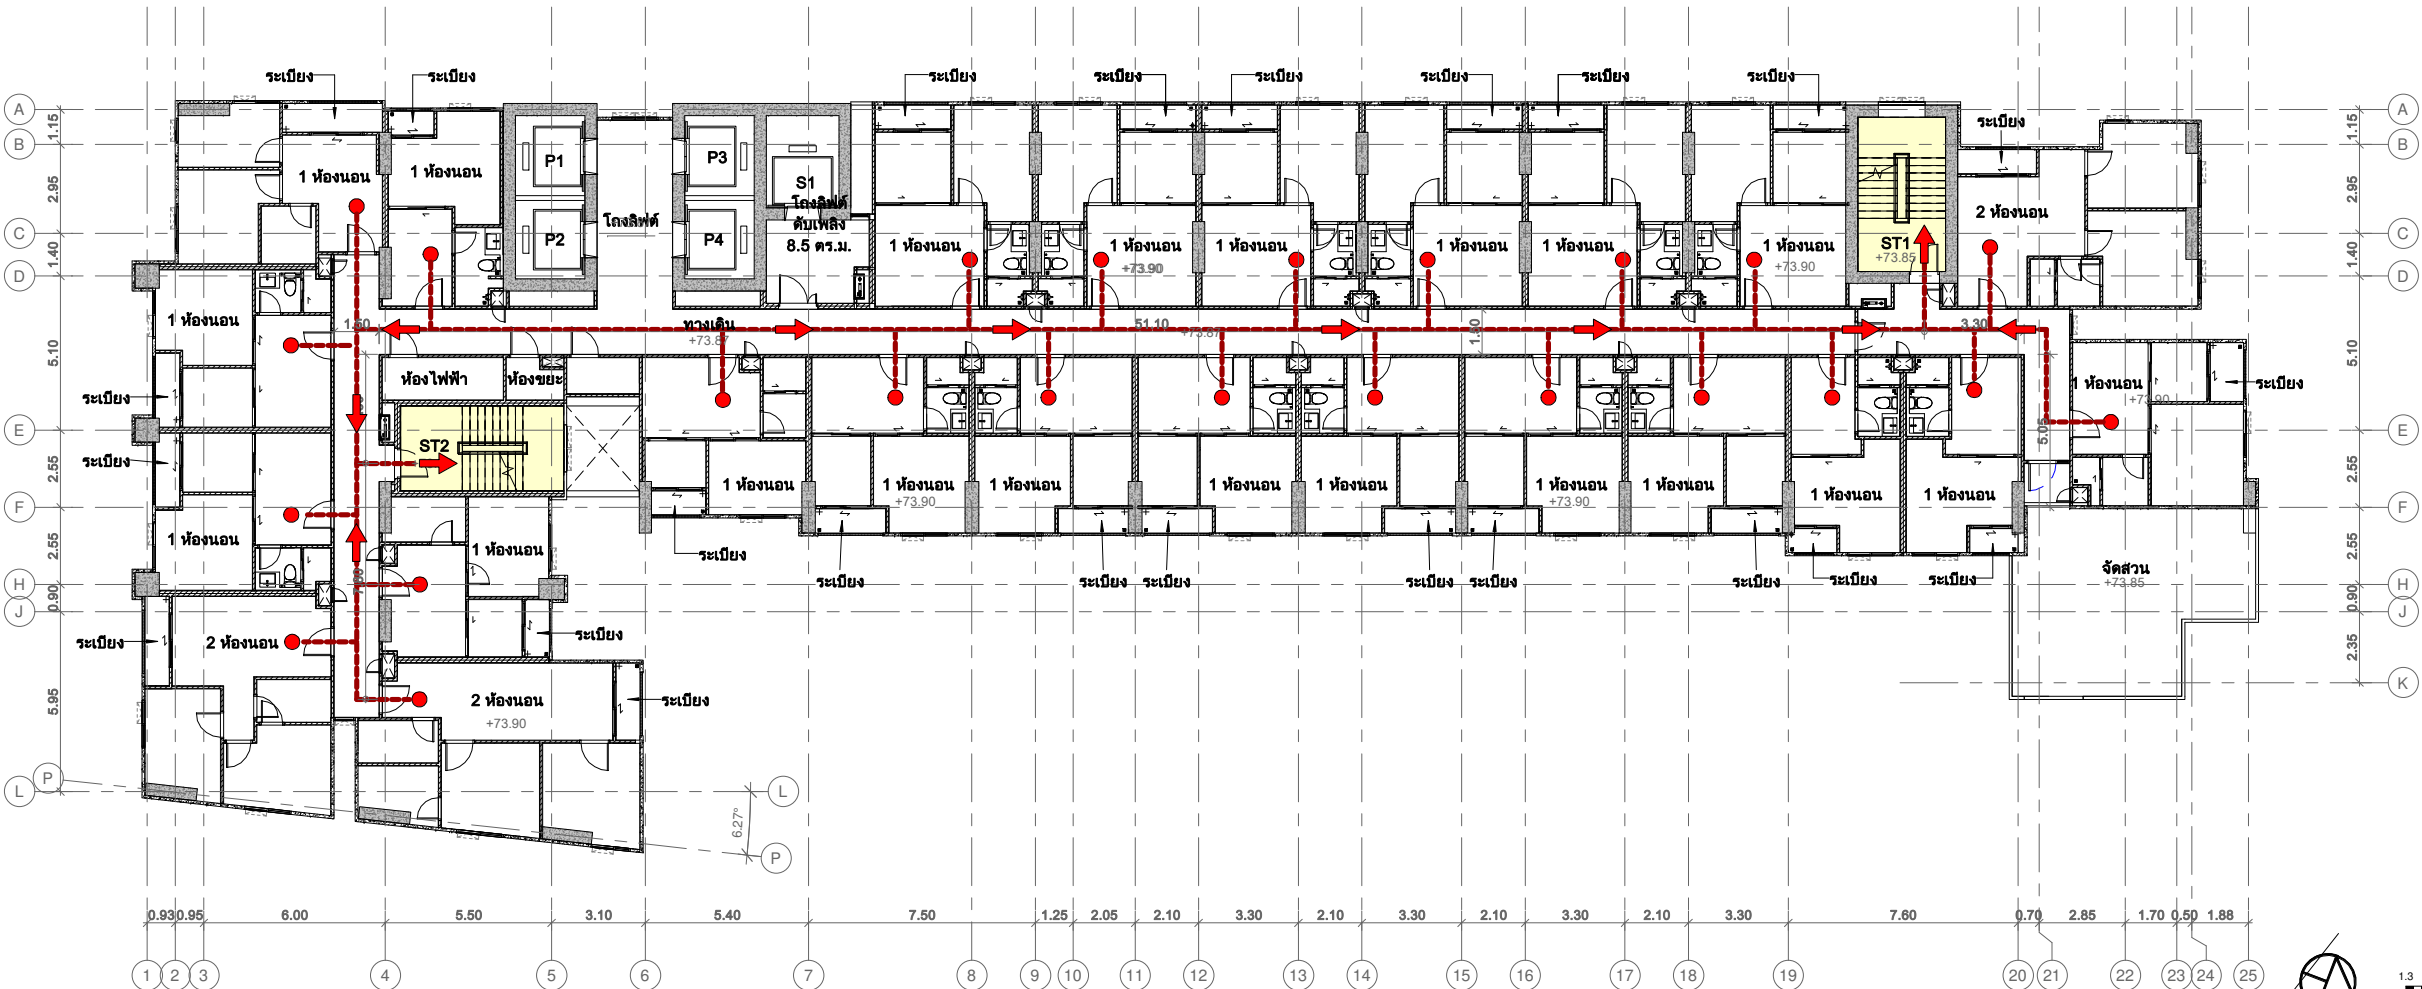 ระเบียง
ระเบียง
ระเบียง
ระเบียง
ระเบียง
ระเบียง
ระเบียง
ระเบียง
A
A
1.15
1.15
ระเบียง
B
B
P1
P3
1 ห้องนอน
1 ห้องนอน
S1
2.95
2.95
โถงลิฟต์
ดับเพลิง
8.5 ตร.ม.
โถงลิฟต์
2 ห้องนอน
C
C
P2
P4
1 ห้องนอน
1 ห้องนอน
1 ห้องนอน
1 ห้องนอน
1 ห้องนอน
1 ห้องนอน
ST1
+73.85
1.40
1.40
+73.90
+73.90
D
D
1 ห้องนอน
1.50
ทางเดิน
+73.87
51.10
+73.87
1.50
3.30
5.10
5.10
ห้องไฟฟ้า
ห้องขยะ
1 ห้องนอน
+73.90
ระเบียง
ระเบียง
E
E
ST2
5.05
ระเบียง
2.55
2.55
1 ห้องนอน
1 ห้องนอน
1 ห้องนอน
1 ห้องนอน
1 ห้องนอน
1 ห้องนอน
1 ห้องนอน
1 ห้องนอน
1 ห้องนอน
+73.90
+73.90
F
F
1 ห้องนอน
1 ห้องนอน
2.55
2.55
ระเบียง
ระเบียง
ระเบียง
ระเบียง
ระเบียง
ระเบียง
ระเบียง
ระเบียง
ระเบียง
จัดสวน
+73.85
H
H
0.90
0.90
J
J
ระเบียง
2 ห้องนอน
ระเบียง
2.35
K
5.95
2 ห้องนอน
+73.90
ระเบียง
P
L
L
6.27°
P
0.93
0.95
6.00
5.50
3.10
5.40
7.50
1.25
2.05
2.10
3.30
2.10
3.30
2.10
3.30
2.10
3.30
7.60
0.70
2.85
1.70
0.50
1.88
1
2
3
4
5
6
7
8
9
10
11
12
13
14
15
16
17
18
19
20
21
22
23
24
25
1.3